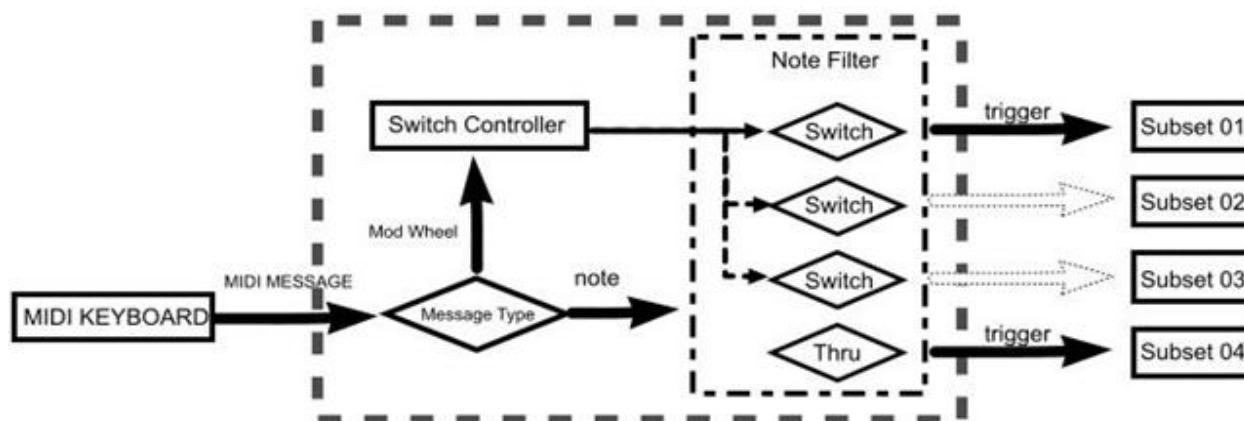 Note Filter
Switch Controller
Switch
trigger
Subset 01
Mod Wheel
Switch
Subset 02
MIDI MESSAGE
note
Switch
Subset 03
MIDI KEYBOARD
Message Type
Thru
trigger
Subset 04